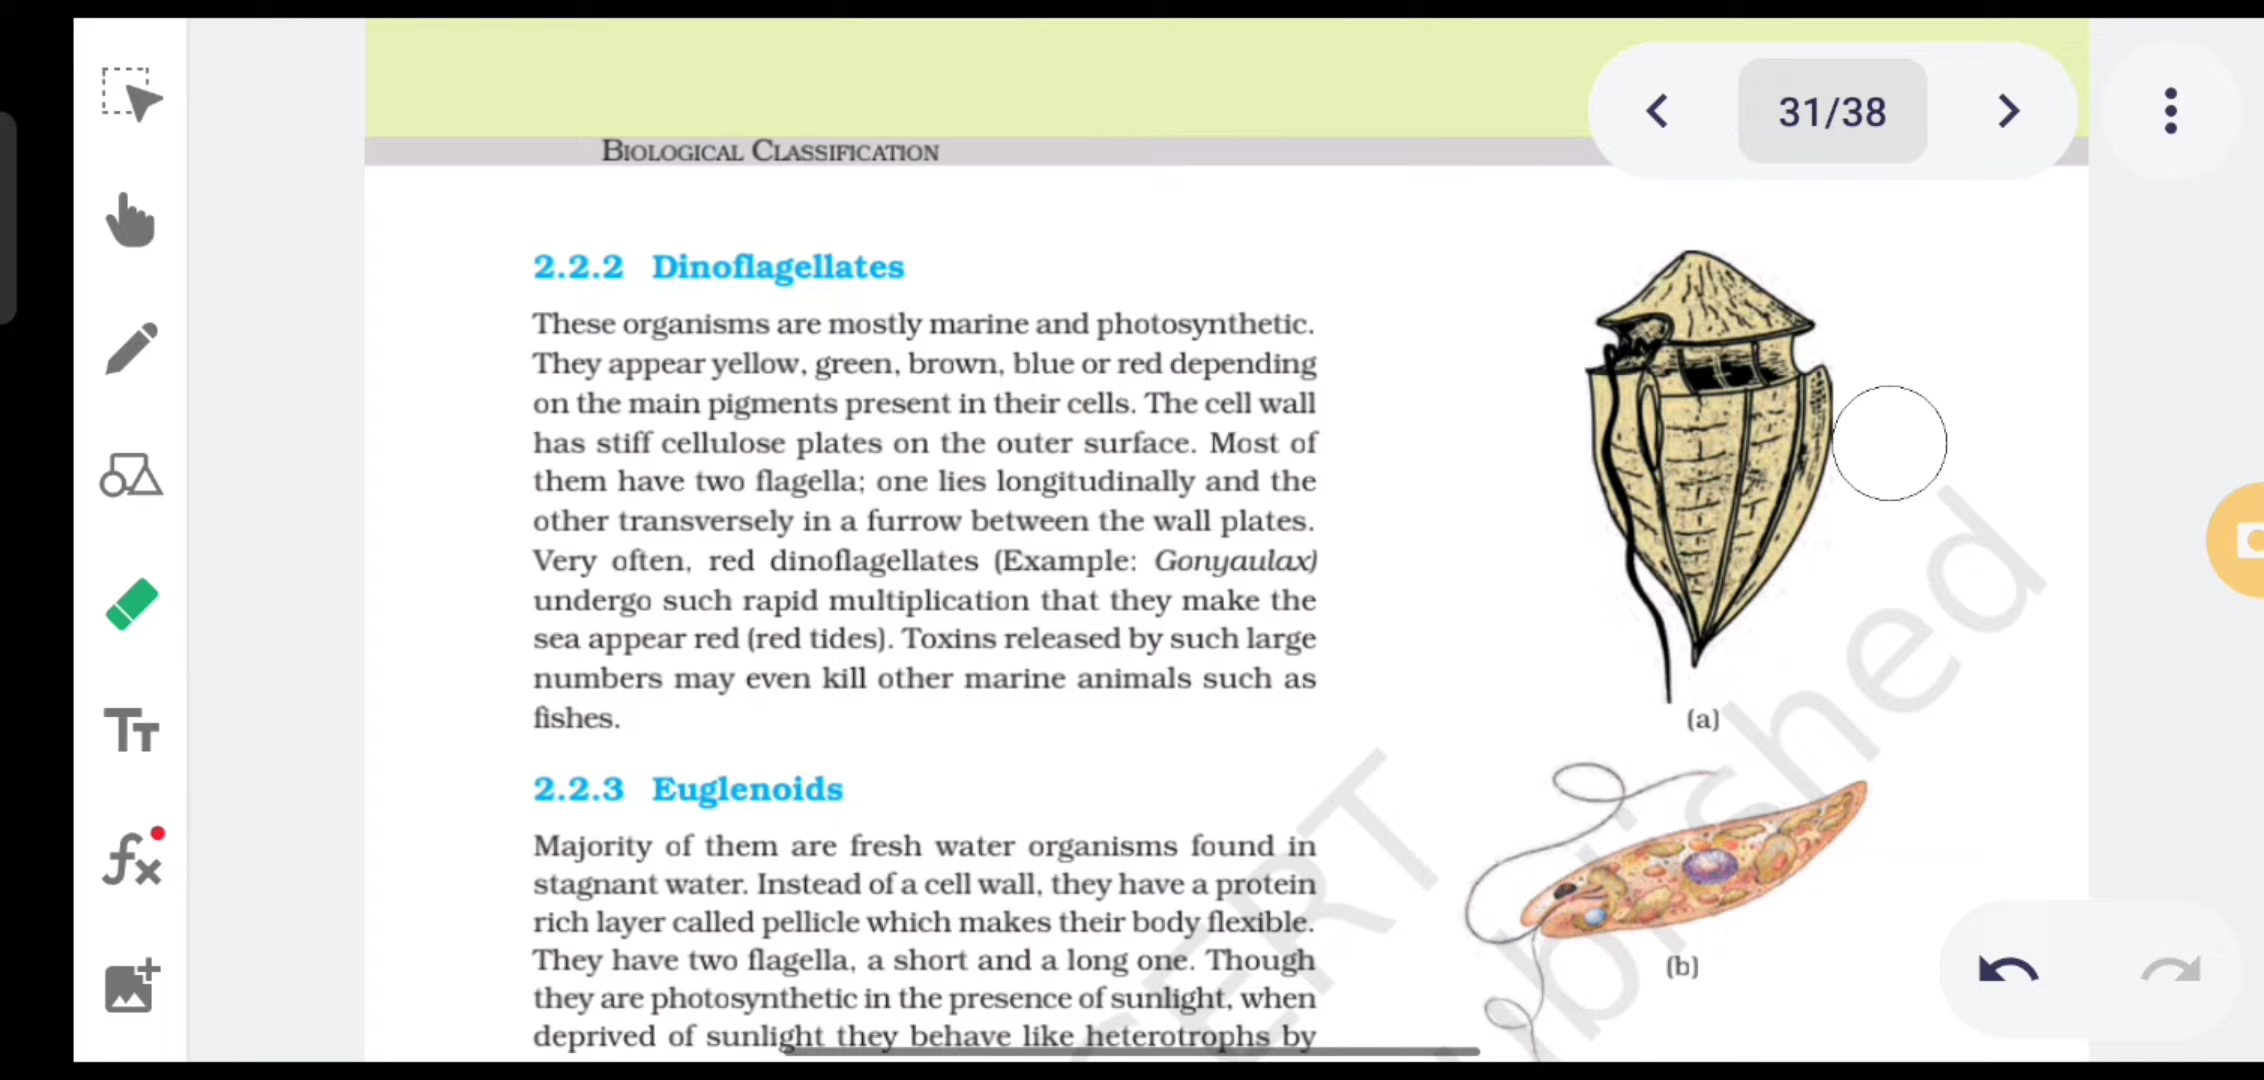 31/38
BIOLOGICAL CLASSIFICATION
2.2.2 Dinoflagellates
These organisms are mostly marine and photosynthetic.
They appear yellow, green, brown, blue or red depending
on the main pigments present in their cells. The cell wall
has stiff cellulose plates on the outer surface. Most of
them have two flagella; one lies longitudinally and the
other transversely in a furrow between the wall plates.
Very often, red dinoflagellates (Example: Gonyaulax)
undergo such rapid multiplication that they make the
sea appear red (red tides). Toxins released by such large
numbers may even kill other marine animals such as
fishes.
(a)
2.2.3 Euglenoids
Majority of them are fresh water organisms found in
stagnant water. Instead of a cell wall, they have a protein
rich layer called pellicle which makes their body flexible.
They have two flagella, a short and a long one. Though
they are photosynthetic in the presence of sunlight, when
deprived of sunlight they behave like heterotrophs by
(b)
TT
fx